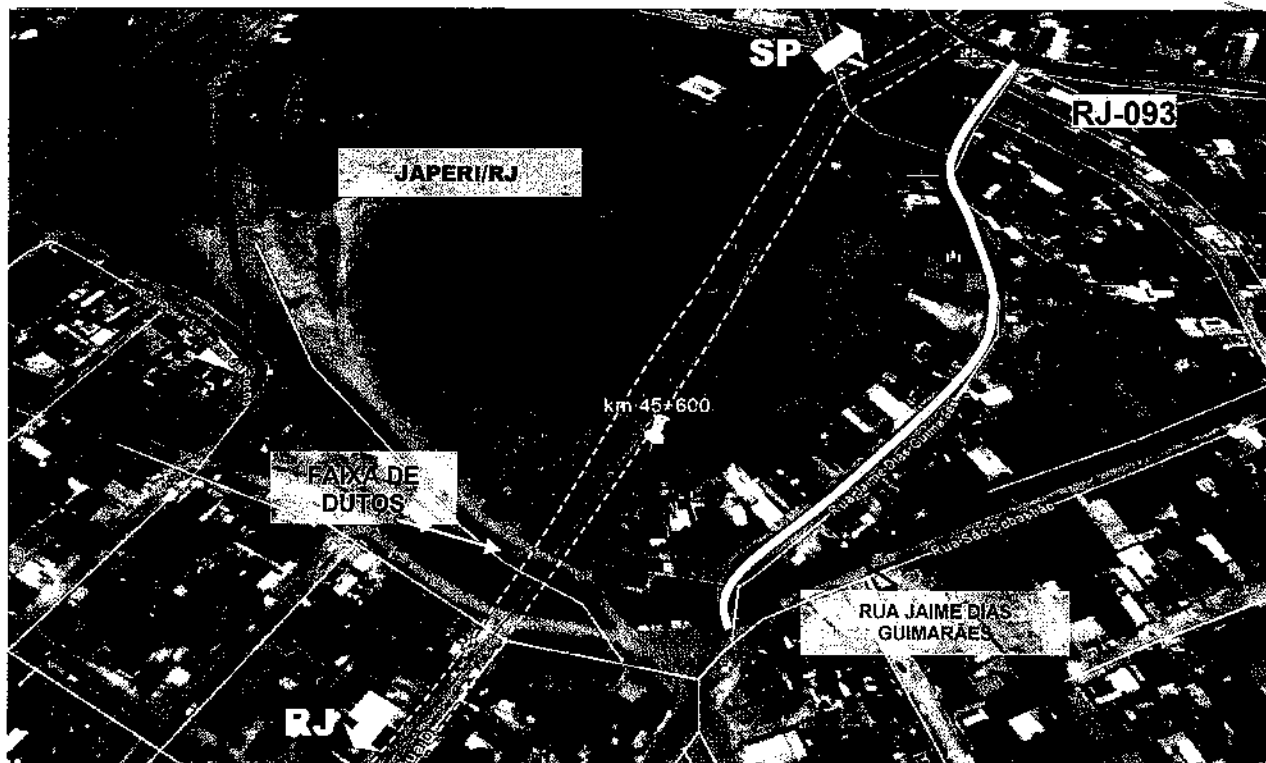 SP
RJ-093
JAPERI/RJ
km 45+600
FAIXA DE
DUTOS
Rua Jaime Dias Guimarães
Rua São Sebastião
RUA JAIME DIAS
GUIMARÃES
RJ